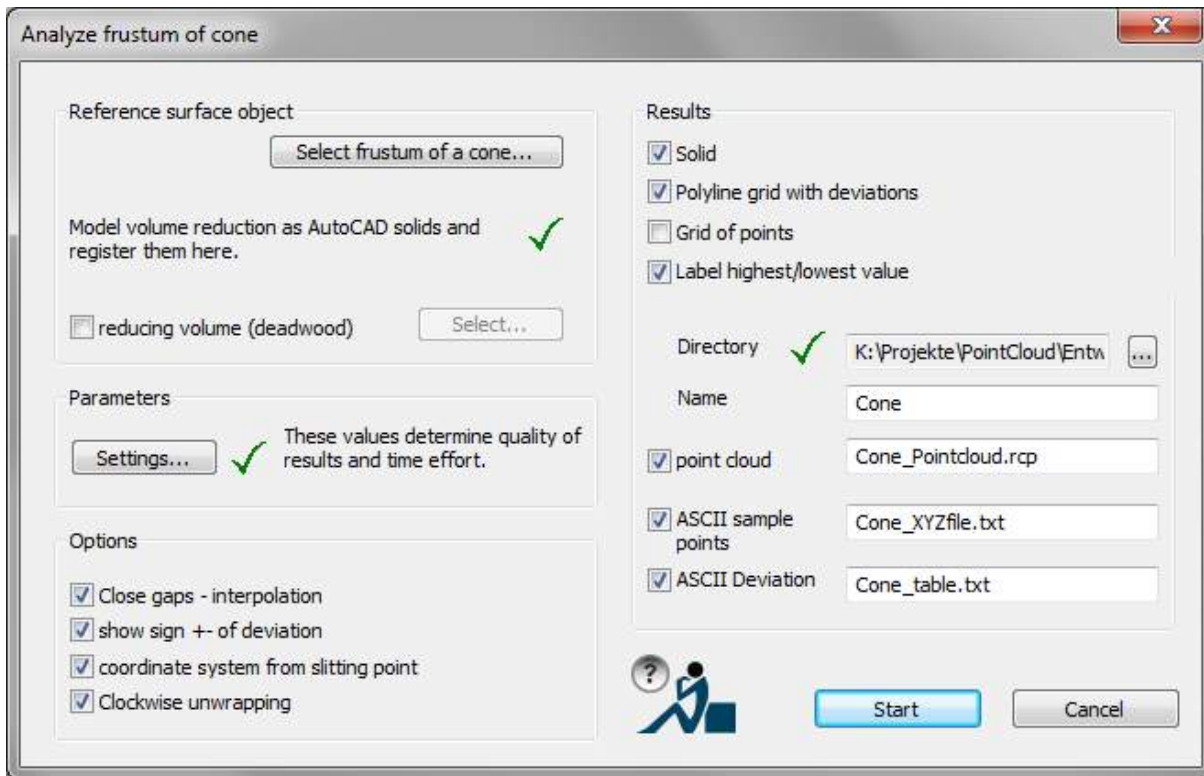 Analyze frustum of cone
Reference surface object
Select frustum of a cone...
Model volume reduction as AutoCAD solids and
register them here.
reducing volume (deadwood)
Select...
Parameters
Settings...
These values determine quality of
results and time effort.
Options
Close gaps - interpolation
show sign +- of deviation
coordinate system from slitting point
Clockwise unwrapping
Results
Solid
Polyline grid with deviations
Grid of points
Label highest/lowest value
Directory
K:\Projekte\PointCloud\Entw
...
Name
Cone
point cloud
Cone_Pointcloud.rcp
ASCII sample
points
Cone_XYZfile.txt
ASCII Deviation
Cone_table.txt
?
Start
Cancel